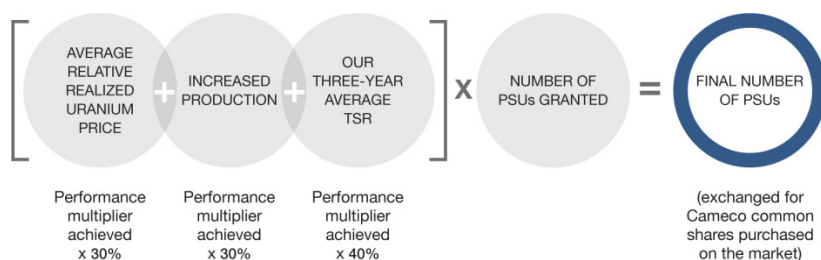 AVERAGE
RELATIVE
REALIZED
URANIUM
PRICE
+
INCREASED
PRODUCTION
+
OUR
THREE-YEAR
AVERAGE
TSR
X
NUMBER OF
PSUs GRANTED
=
FINAL NUMBER
OF PSUs
Performance
multiplier
achieved
x 30%
Performance
multiplier
achieved
x 30%
Performance
multiplier
achieved
x 40%
(exchanged for
Cameco common
shares purchased
on the market)